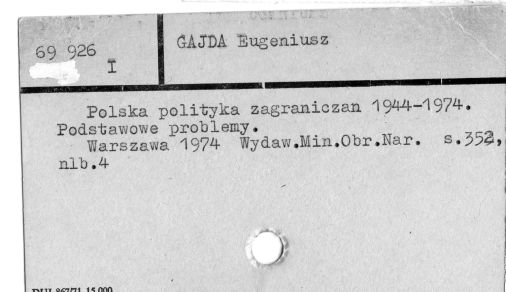 69 926
I
GAJDA Eugeniusz
Polska polityka zagraniczan 1944-1974.
Podstawowe problemy.
Warszawa 1974 Wydaw.Min.Obr.Nar. s.352,
nlb.4